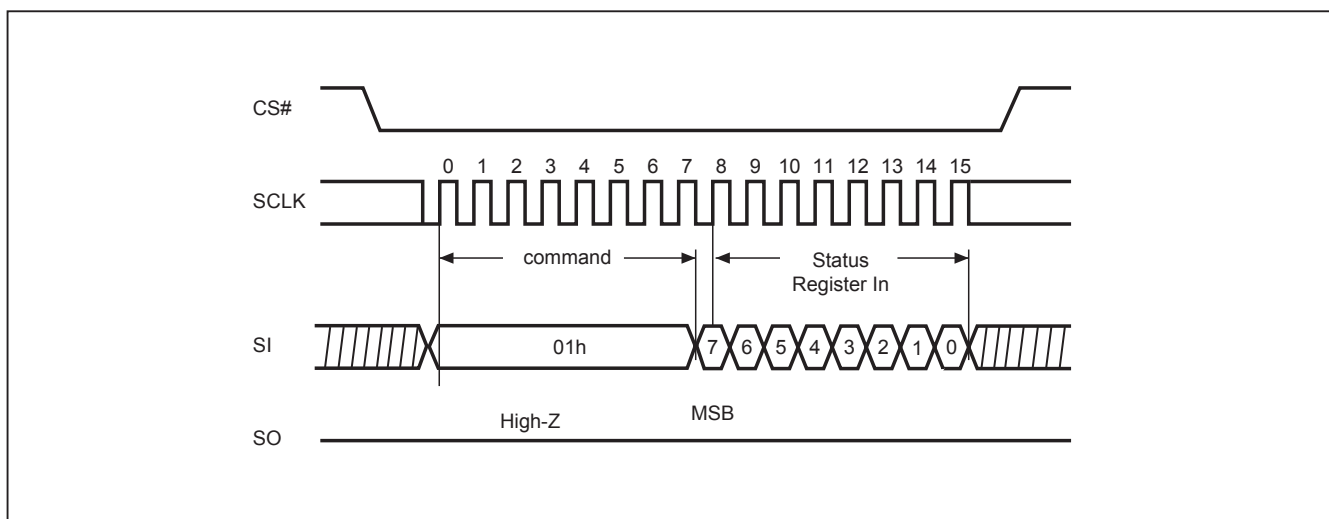 CS#
0 1 2 3 4 5 6 7 8 9 10 11 12 13 14 15
SCLK
command
Status
Register In
SI
01h
7 6 5 4 3 2 1 0
High-Z
MSB
SO